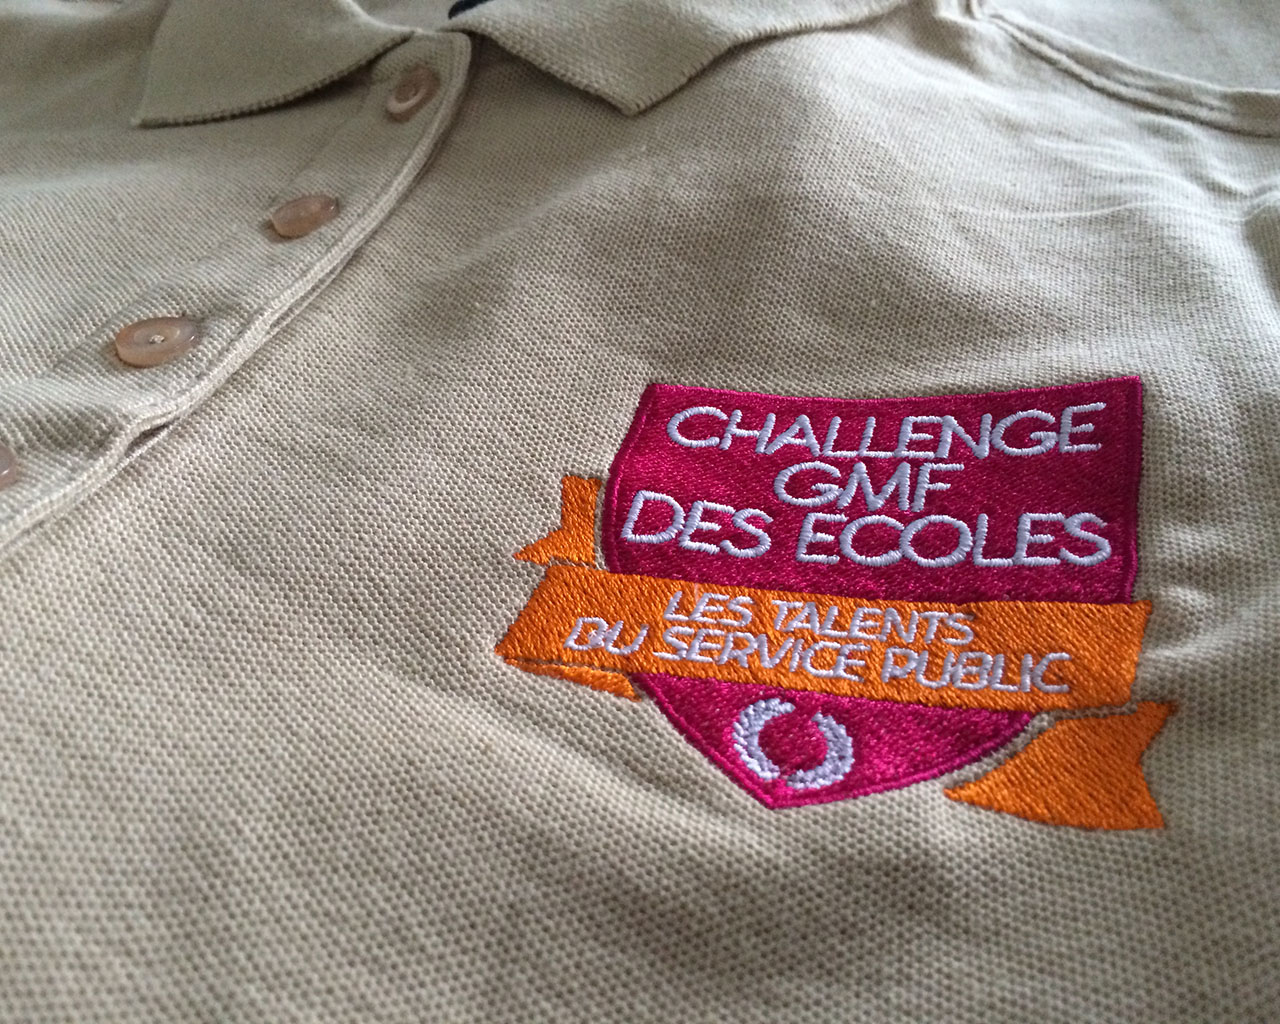 CHALLENGE
GMF
DES ECOLES
LES TALENTS
DU SERVICE PUBLIC